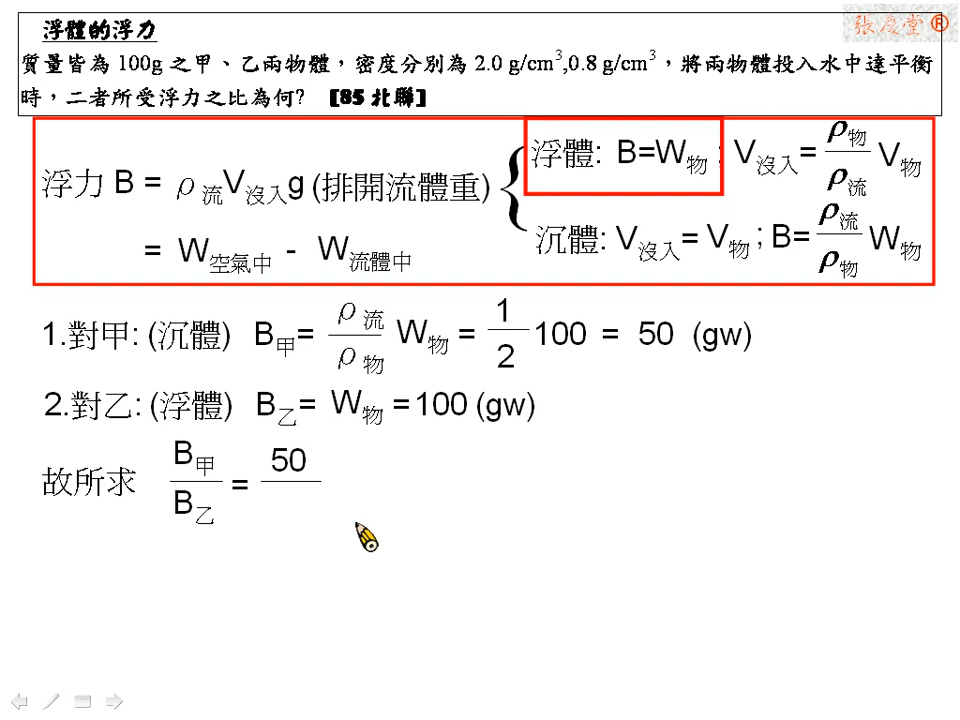 張慶堂®
浮體的浮力
質量皆為 100g 之甲、乙兩物體，密度分別為 2.0 g/cm³,0.8 g/cm³，將兩物體投入水中達平衡
時，二者所受浮力之比為何? 【85 北聯】
浮力 B = ρ流V沒入g (排開流體重) { 浮體: B=W物 ; V沒入= ρ物/ρ流 V物
= W空氣中 - W流體中 沉體: V沒入= V物 ; B= ρ流/ρ物 W物
1.對甲: (沉體) B甲= ρ流/ρ物 W物 = 1/2 100 = 50 (gw)
2.對乙: (浮體) B乙= W物 =100 (gw)
故所求 B甲/B乙 = 50/